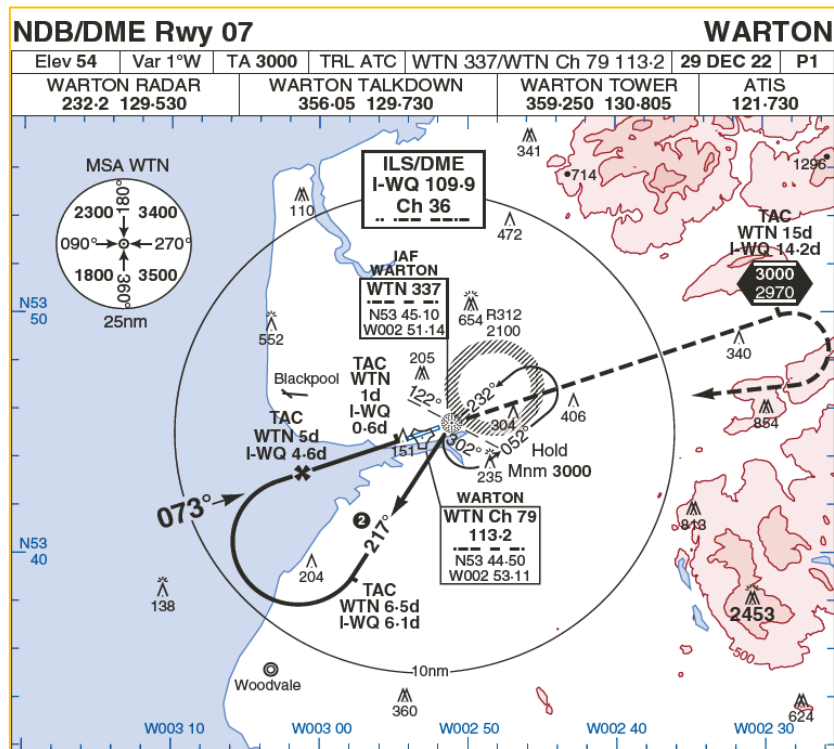 NDB/DME Rwy 07
WARTON
Elev 54
Var 1°W
TA 3000
TRL ATC
WTN 337/WTN Ch 79 113·2
29 DEC 22
P1
WARTON RADAR
232·2 129·530
WARTON TALKDOWN
356·05 129·730
WARTON TOWER
359·250 130·805
ATIS
121·730
MSA WTN
180°
2300
3400
090°
270°
1800
3500
360°
25nm
110
ILS/DME
I-WQ 109·9
Ch 36
341
714
1296
472
TAC
WTN 15d
I-WQ 14·2d
3000
2970
IAF
WARTON
WTN 337
N53 45·10
W002 51·14
654
R312
2100
N53
50
552
340
205
TAC
WTN
1d
I-WQ
0·6d
Blackpool
122°
232°
304
406
854
TAC
WTN 5d
I-WQ 4·6d
151
302°
052°
Hold
Mnm 3000
235
073°
WARTON
WTN Ch 79
113·2
N53 44·50
W002 53·11
813
2
217°
N53
40
204
138
TAC
WTN 6·5d
I-WQ 6·1d
2453
500
10nm
Woodvale
360
624
W003 10
W003 00
W002 50
W002 40
W002 30